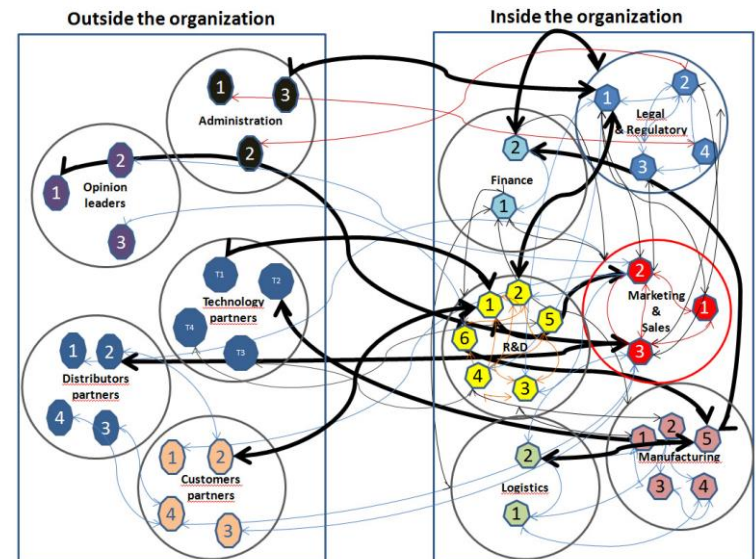 Outside the organization
Inside the organization
1
3
Administration
2
2
1
Opinion
leaders
3
T1
T2
Technology
partners
T4
T3
1
2
Distributors
partners
4
3
1
2
Customers
partners
4
3
1
2
Legal
& Regulatory
3
4
2
Finance
1
2
1
Marketing
&
Sales
3
2
1
5
6
R&D
4
3
2
Logistics
1
1
2
5
Manufacturing
3
4